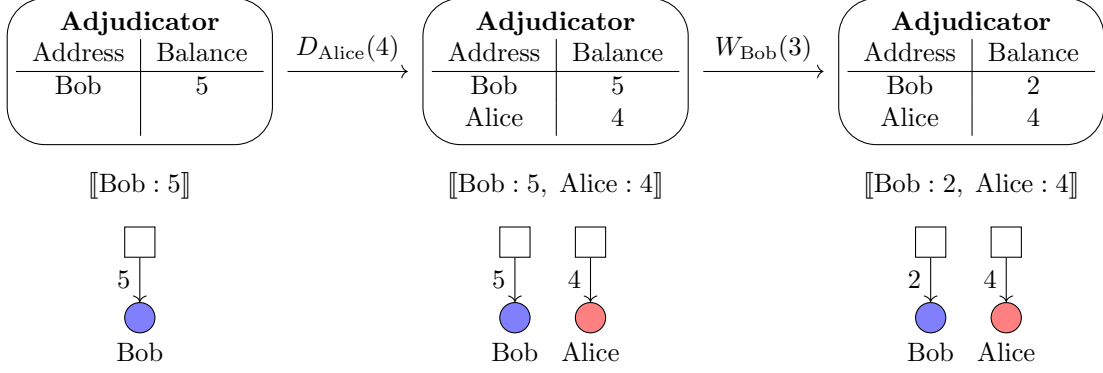 Adjudicator
Address Balance
Bob 5
D_Alice(4)
Adjudicator
Address Balance
Bob 5
Alice 4
W_Bob(3)
Adjudicator
Address Balance
Bob 2
Alice 4
⟦Bob : 5⟧
⟦Bob : 5, Alice : 4⟧
⟦Bob : 2, Alice : 4⟧
5
5 4
2 4
Bob
Bob Alice
Bob Alice